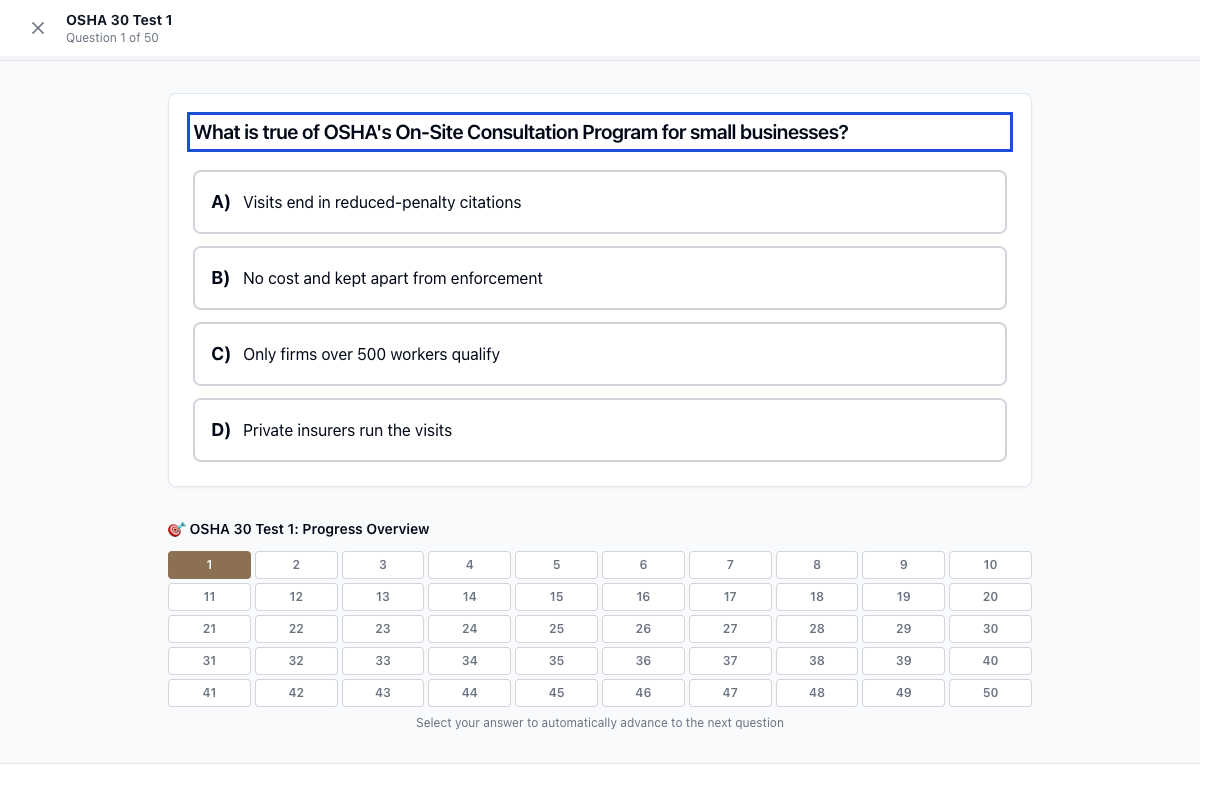 OSHA 30 Test 1
Question 1 of 50
What is true of OSHA's On-Site Consultation Program for small businesses?
A) Visits end in reduced-penalty citations
B) No cost and kept apart from enforcement
C) Only firms over 500 workers qualify
D) Private insurers run the visits
🎯 OSHA 30 Test 1: Progress Overview
1 2 3 4 5 6 7 8 9 10
11 12 13 14 15 16 17 18 19 20
21 22 23 24 25 26 27 28 29 30
31 32 33 34 35 36 37 38 39 40
41 42 43 44 45 46 47 48 49 50
Select your answer to automatically advance to the next question